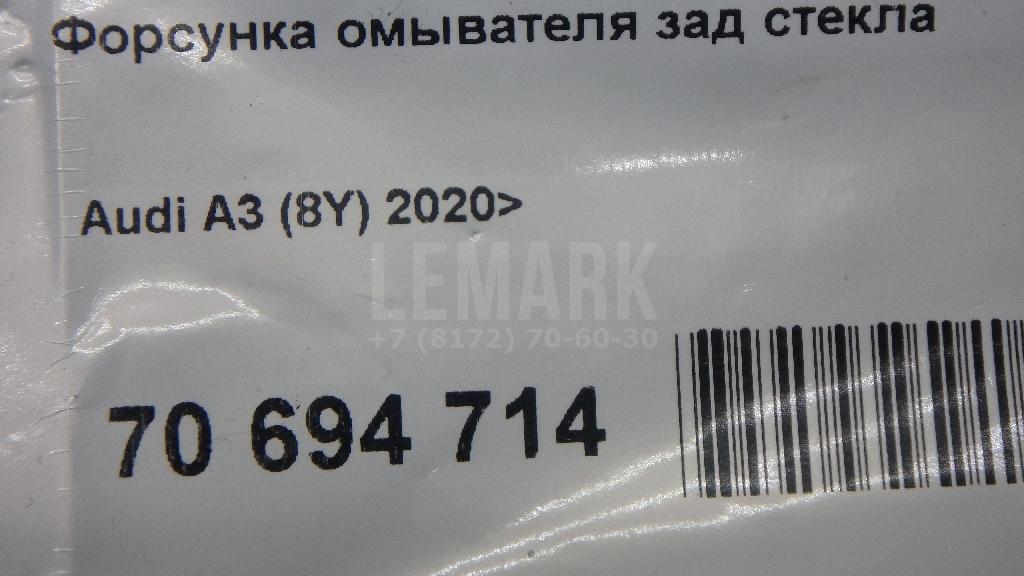 Форсунка омывателя зад стекла
Audi A3 (8Y) 2020>
LEMARK
+7 (8172) 70-60-30
70 694 714